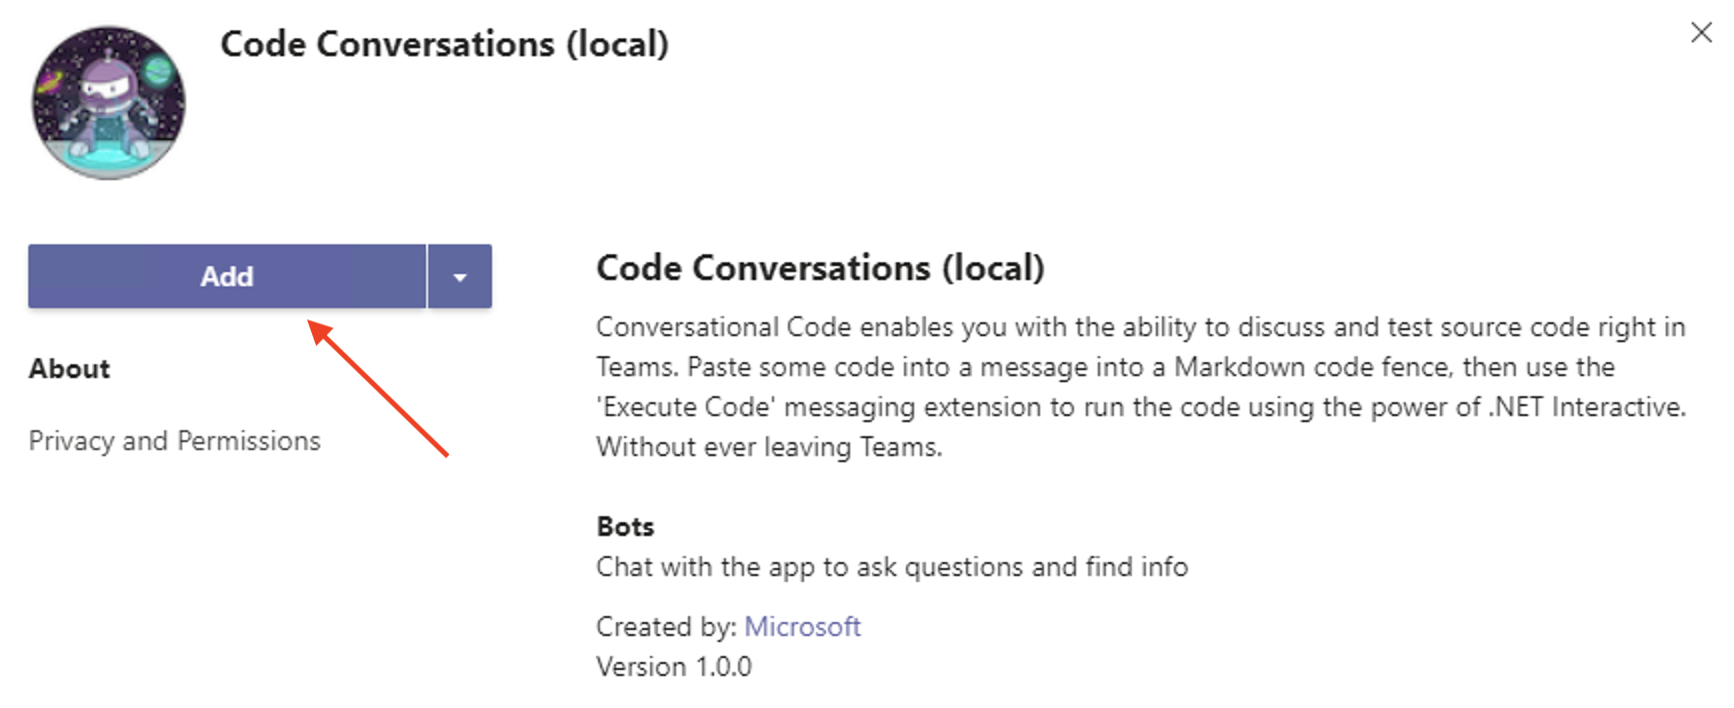 Code Conversations (local)
Add
About
Privacy and Permissions
Code Conversations (local)
Conversational Code enables you with the ability to discuss and test source code right in
Teams. Paste some code into a message into a Markdown code fence, then use the
'Execute Code' messaging extension to run the code using the power of .NET Interactive.
Without ever leaving Teams.
Bots
Chat with the app to ask questions and find info
Created by: Microsoft
Version 1.0.0